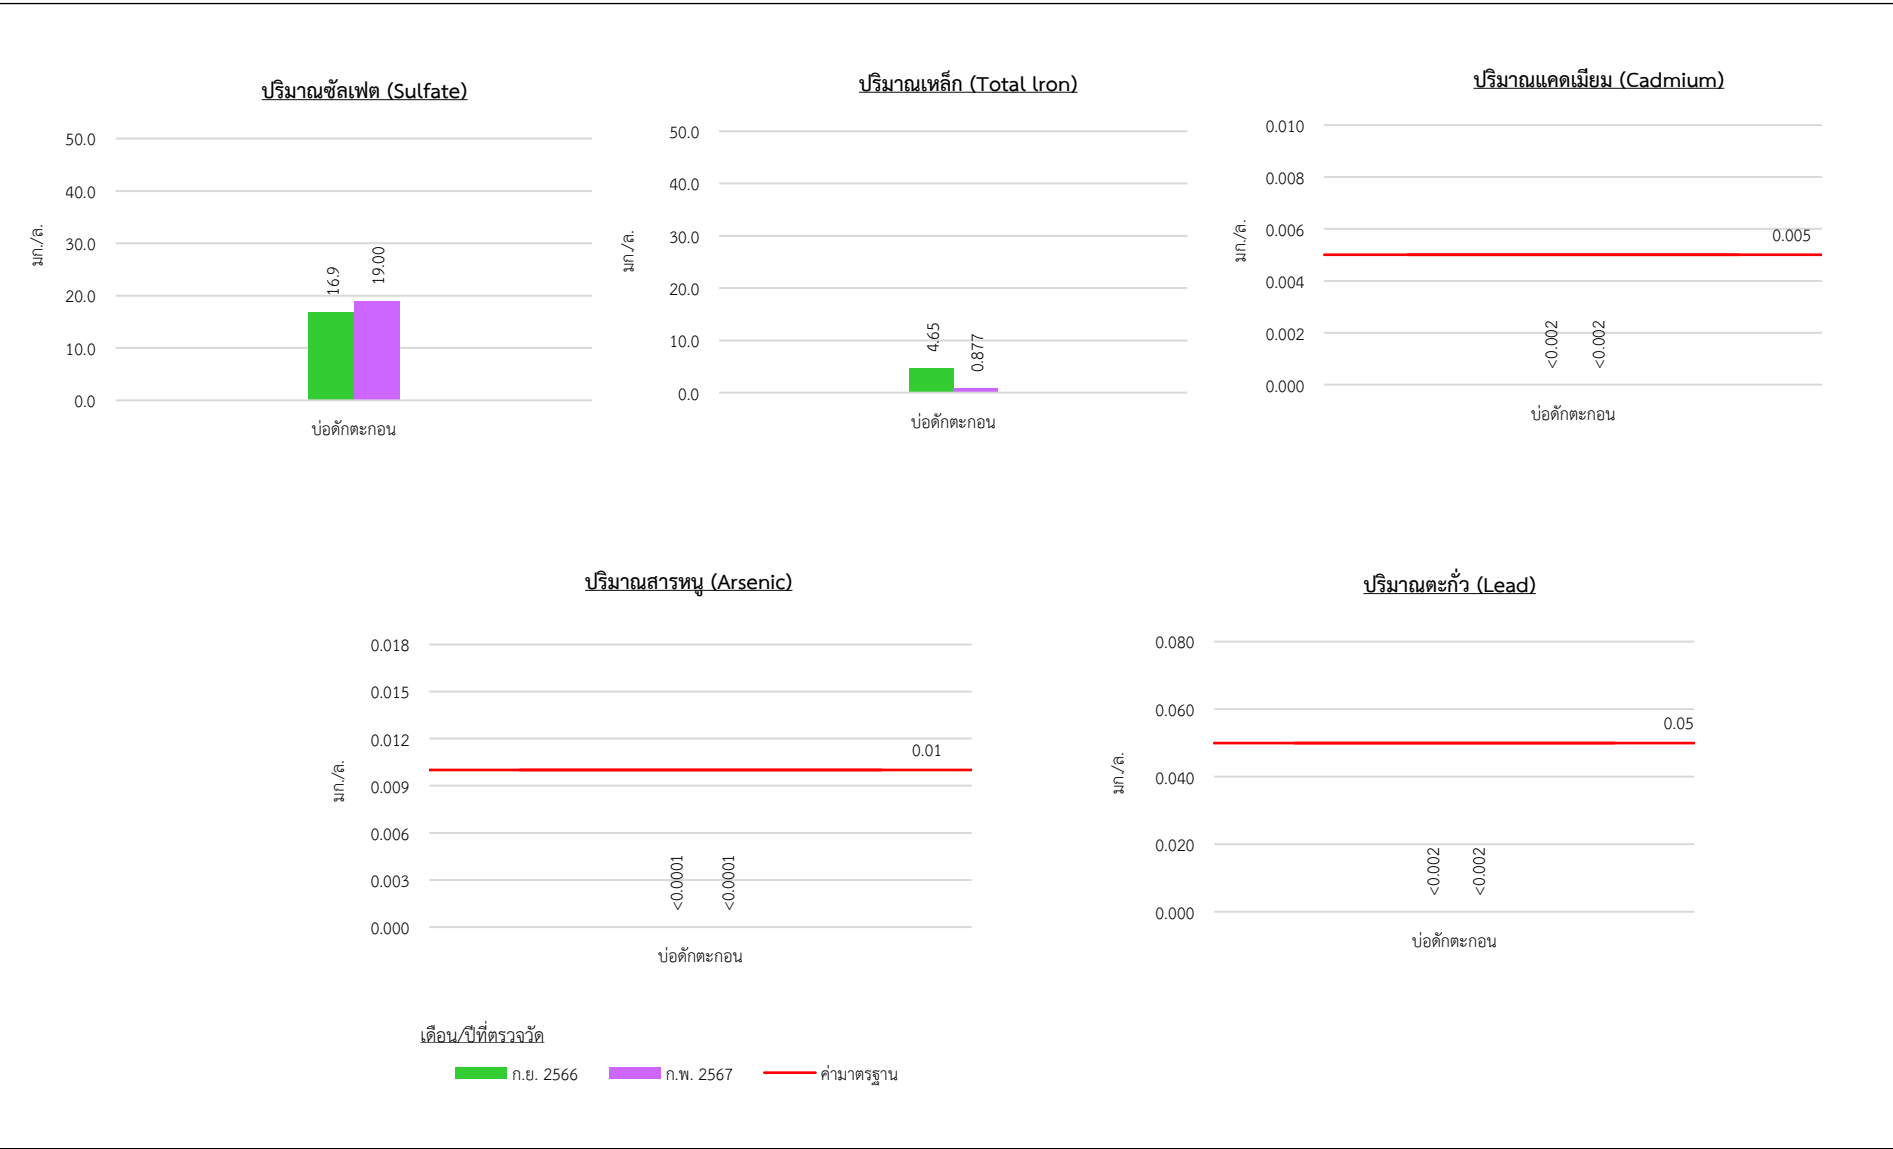 ปริมาณซัลเฟต (Sulfate)
50.0
40.0
30.0
20.0
10.0
0.0
มก./ล.
16.9
19.00
บ่อดักตะกอน
ปริมาณเหล็ก (Total lron)
50.0
40.0
30.0
20.0
10.0
0.0
มก./ล.
4.65
0.877
บ่อดักตะกอน
ปริมาณแคดเมียม (Cadmium)
0.010
0.008
0.006
0.004
0.002
0.000
มก./ล.
0.005
<0.002
<0.002
บ่อดักตะกอน
ปริมาณสารหนู (Arsenic)
0.018
0.015
0.012
0.009
0.006
0.003
0.000
มก./ล.
0.01
<0.0001
<0.0001
บ่อดักตะกอน
ปริมาณตะกั่ว (Lead)
0.080
0.060
0.040
0.020
0.000
มก./ล.
0.05
<0.002
<0.002
บ่อดักตะกอน
เดือน/ปีที่ตรวจวัด
ก.ย. 2566 ก.พ. 2567 ค่ามาตรฐาน